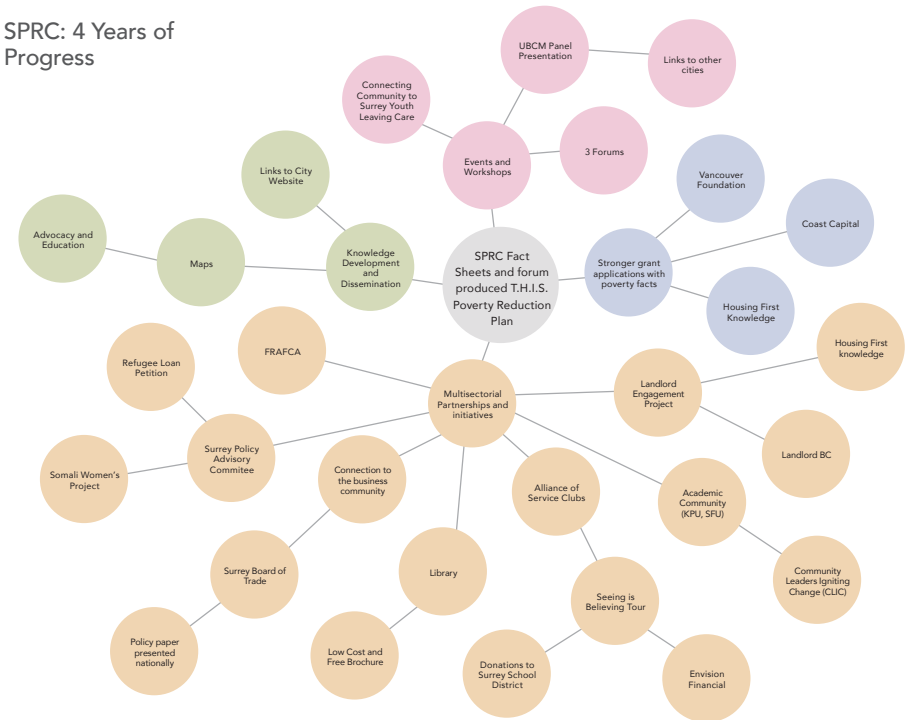 SPRC: 4 Years of
Progress
UBCM Panel
Presentation
Links to other
cities
Connecting
Community to
Surrey Youth
Leaving Care
3 Forums
Events and
Workshops
Links to City
Website
Vancouver
Foundation
Advocacy and
Education
Maps
Knowledge
Development
and
Dissemination
SPRC Fact
Sheets and forum
produced T.H.I.S.
Poverty Reduction
Plan
Stronger grant
applications with
poverty facts
Coast Capital
Housing First
Knowledge
Housing First
knowledge
FRAFCA
Refugee Loan
Petition
Multisectorial
Partnerships and
initiatives
Landlord
Engagement
Project
Landlord BC
Surrey Policy
Advisory
Commitee
Somali Women's
Project
Connection to
the business
community
Alliance of
Service Clubs
Academic
Community
(KPU, SFU)
Surrey Board of
Trade
Library
Seeing is
Believing Tour
Community
Leaders Igniting
Change (CLIC)
Policy paper
presented
nationally
Low Cost and
Free Brochure
Donations to
Surrey School
District
Envision
Financial